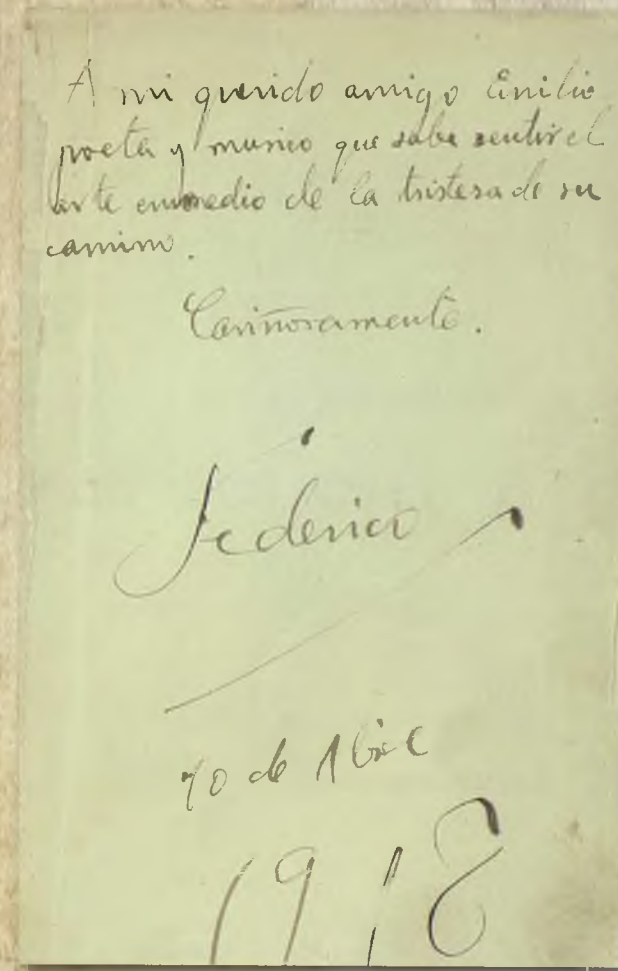 A mi querido amigo Emilio
poeta y musico que sabe sentir el
arte enmedio de la tristesa de su
camino.
Cariñosamente.
Federico
10 de Abril
1918